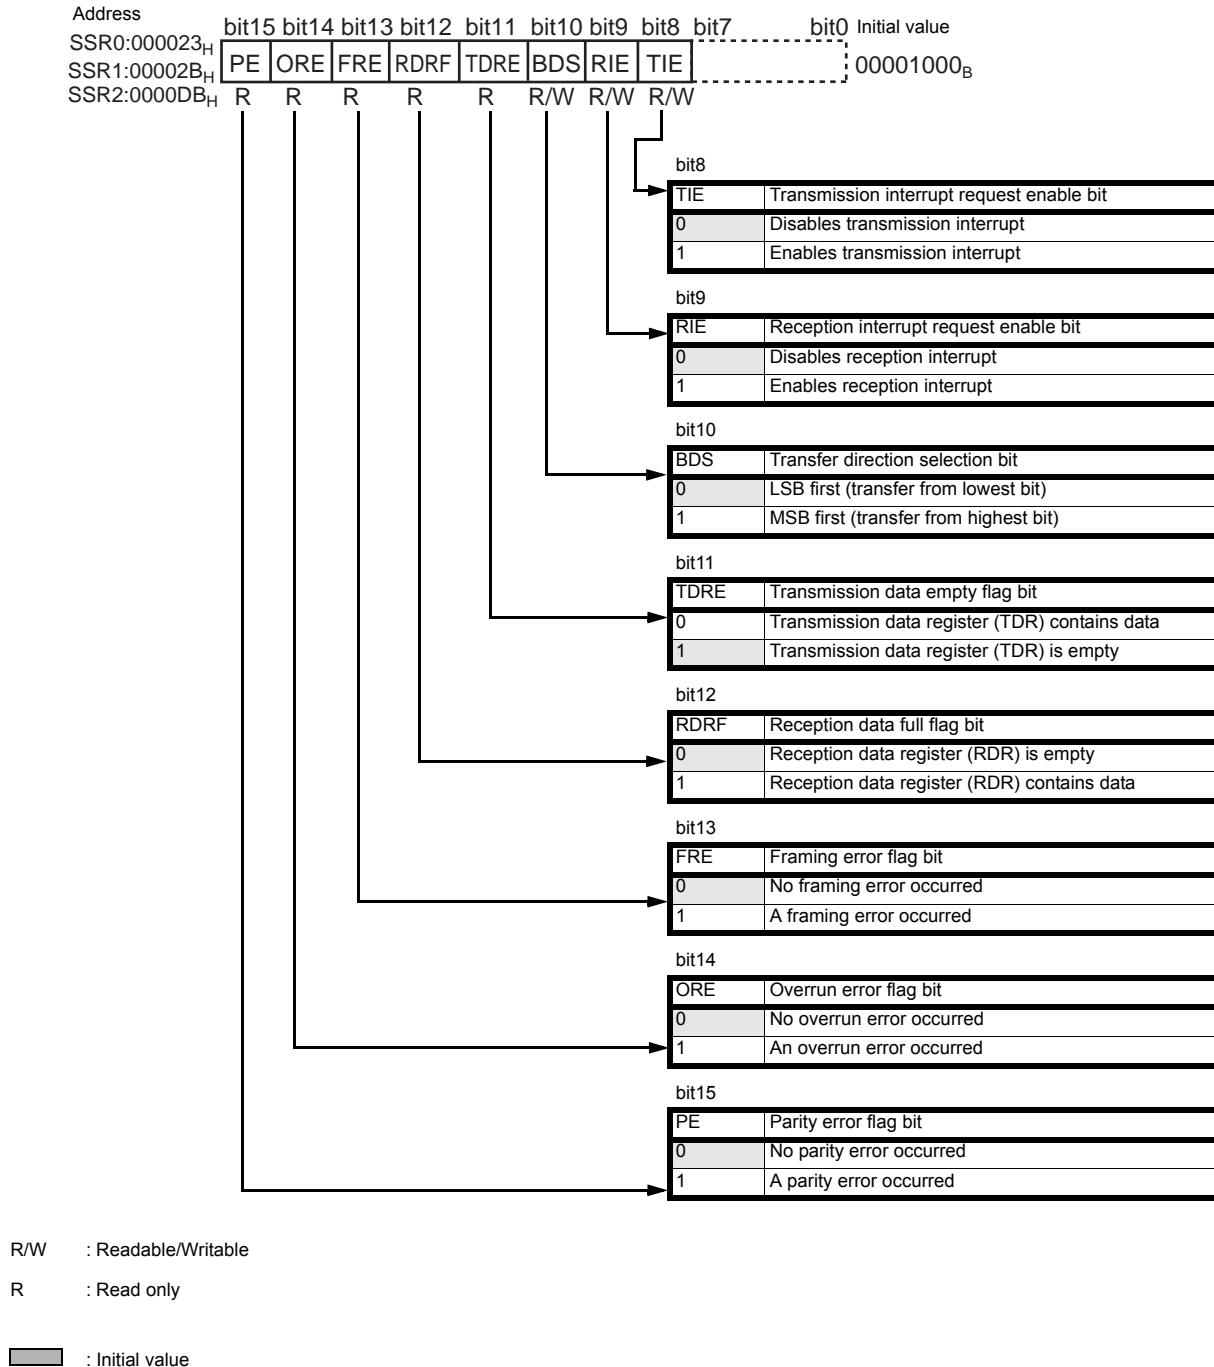 Address
bit15 bit14 bit13 bit12 bit11 bit10 bit9 bit8 bit7 bit0 Initial value
SSR0:000023H
SSR1:00002BH PE ORE FRE RDRF TDRE BDS RIE TIE 00001000B
SSR2:0000DBH R R R R R R/W R/W R/W
bit8
TIE Transmission interrupt request enable bit
0 Disables transmission interrupt
1 Enables transmission interrupt
bit9
RIE Reception interrupt request enable bit
0 Disables reception interrupt
1 Enables reception interrupt
bit10
BDS Transfer direction selection bit
0 LSB first (transfer from lowest bit)
1 MSB first (transfer from highest bit)
bit11
TDRE Transmission data empty flag bit
0 Transmission data register (TDR) contains data
1 Transmission data register (TDR) is empty
bit12
RDRF Reception data full flag bit
0 Reception data register (RDR) is empty
1 Reception data register (RDR) contains data
bit13
FRE Framing error flag bit
0 No framing error occurred
1 A framing error occurred
bit14
ORE Overrun error flag bit
0 No overrun error occurred
1 An overrun error occurred
bit15
PE Parity error flag bit
0 No parity error occurred
1 A parity error occurred
R/W : Readable/Writable
R : Read only
: Initial value